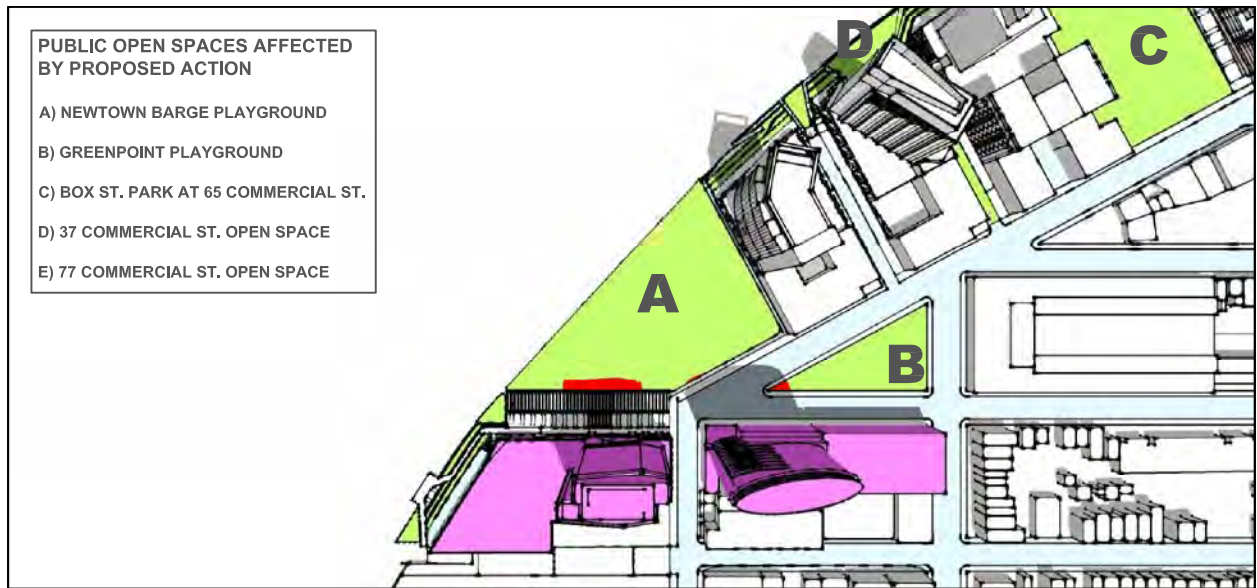 PUBLIC OPEN SPACES AFFECTED
BY PROPOSED ACTION
A) NEWTOWN BARGE PLAYGROUND
B) GREENPOINT PLAYGROUND
C) BOX ST. PARK AT 65 COMMERCIAL ST.
D) 37 COMMERCIAL ST. OPEN SPACE
E) 77 COMMERCIAL ST. OPEN SPACE
D
C
A
B